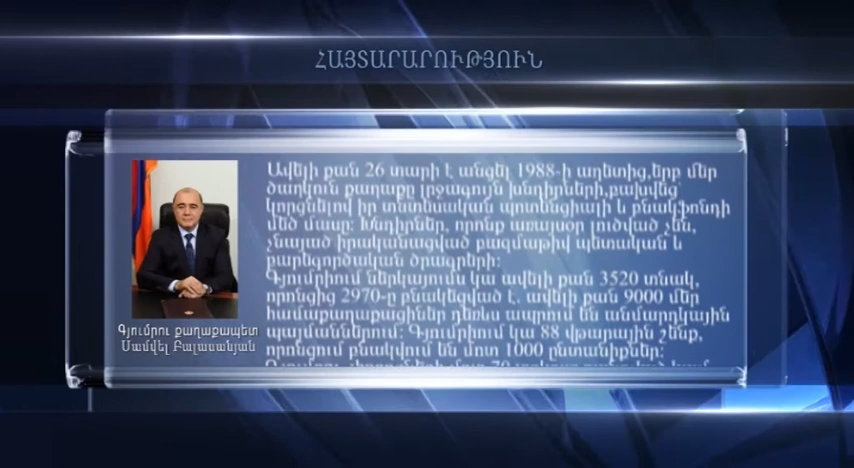 ՀԱՅՏԱՐԱՐՈՒԹՅՈՒՆ
Ավելի քան 26 տարի է անցել 1988-ի աղետից,երբ մեր
ծաղկուն քաղաքը լրջագույն խնդիրների,բախվեց
կորցնելով իր տնտեսական պոտենցիալի և բնակֆոնդի
մեծ մասը: Խնդիրներ, որոնք առայսօր լուծված չեն,
չնայած իրականացված բազմաթիվ պետական և
բարեգործական ծրագրերի:
Գյումրիում ներկայումս կա ավելի քան 3520 տնակ,
որոնցից 2970-ը բնակեցված է. ավելի քան 9000 մեր
համաքաղաքացիներ դեռևս ապրում են անմարդկային
պայմաններում: Գյումրիում կա 88 վթարային շենք,
որոնցում բնակվում են մոտ 1000 ընտանիքներ:
Գյումրու քաղաքապետ
Սամվել Բալասանյան